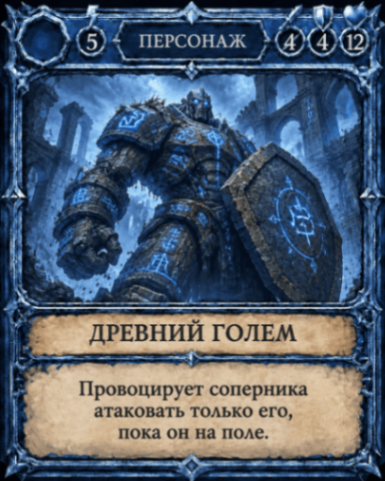 5 ПЕРСОНАЖ 4 4 12
ДРЕВНИЙ ГОЛЕМ
Провоцирует соперника
атаковать только его,
пока он на поле.